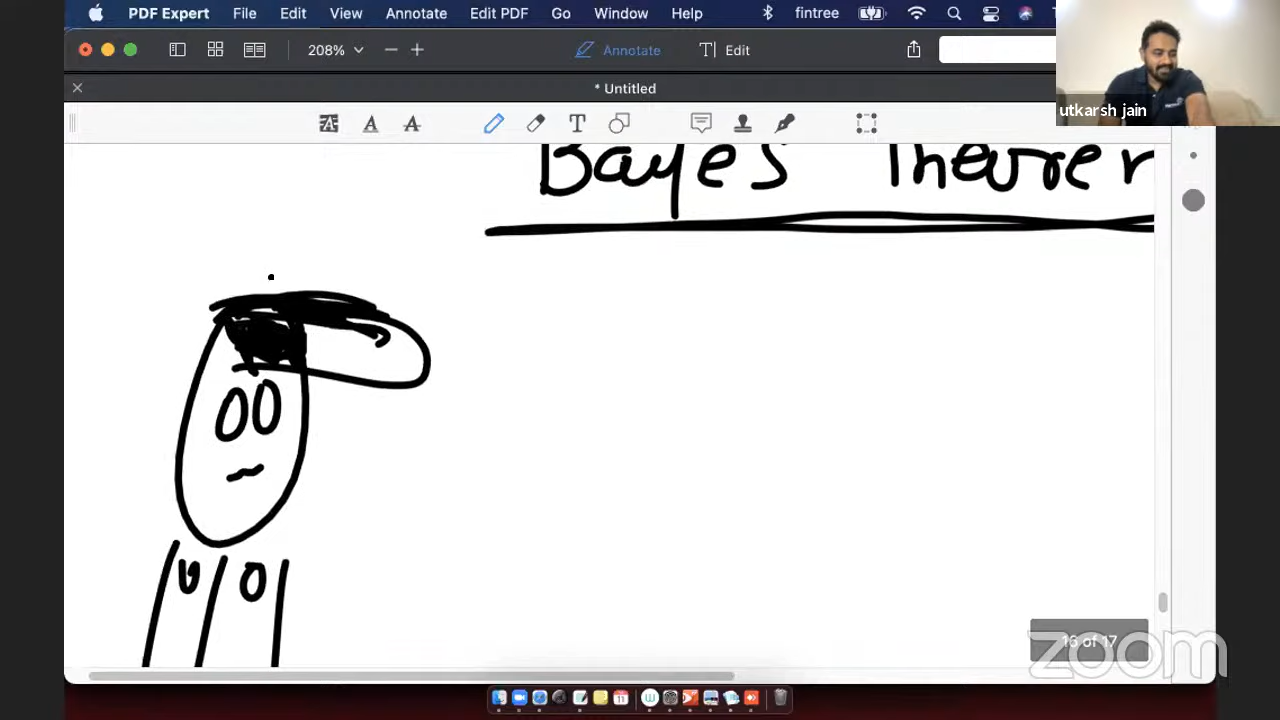 PDF Expert File Edit View Annotate Edit PDF Go Window Help fintree
208% Annotate T Edit
* Untitled
utkarsh jain
A A A T
Bayes Theorem
16 of 17
zoom
11